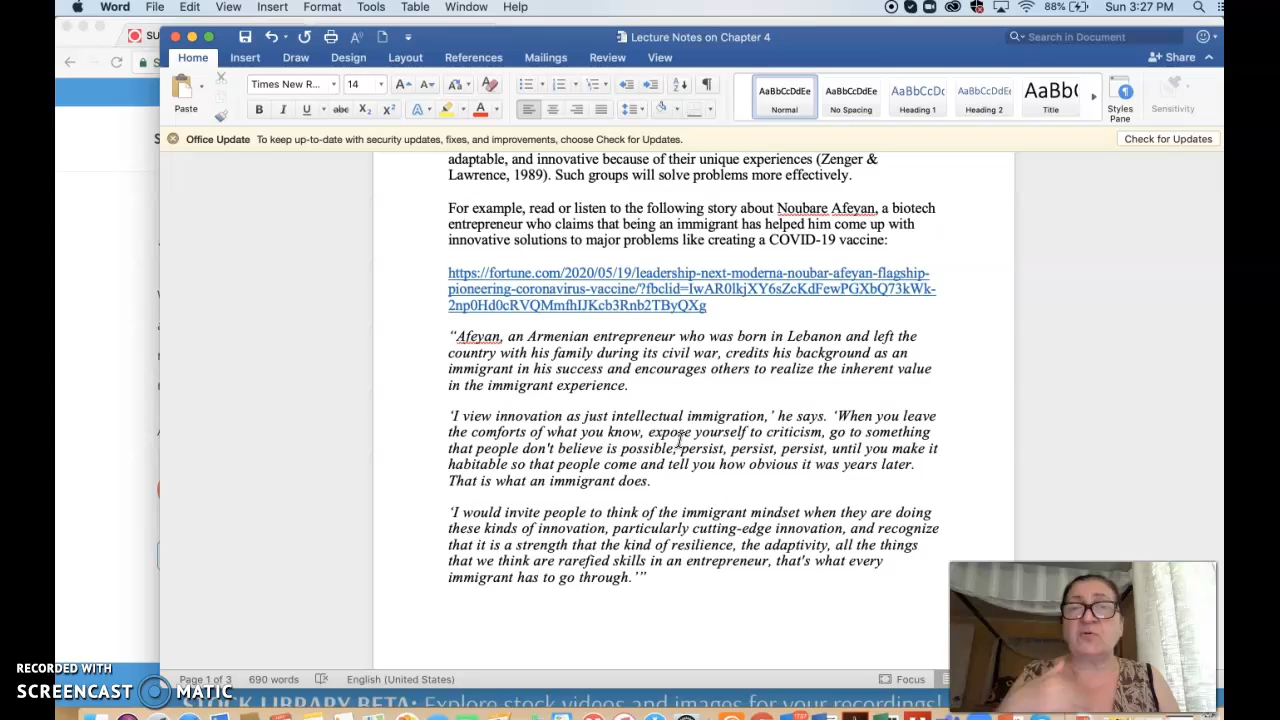 Word File Edit View Insert Format Tools Table Window Help 88% Sun 3:27 PM
Lecture Notes on Chapter 4
Search in Document
SU
Home Insert Draw Design Layout References Mailings Review View Share
Times New R... 14
Paste
AaBbCcDdEe AaBbCcDdEe AaBbCcDc AaBbCcDdEe AaBb(
Normal No Spacing Heading 1 Heading 2 Title
Styles Pane
Sensitivity
Office Update To keep up-to-date with security updates, fixes, and improvements, choose Check for Updates. Check for Updates
adaptable, and innovative because of their unique experiences (Zenger &
Lawrence, 1989). Such groups will solve problems more effectively.
For example, read or listen to the following story about Noubare Afeyan, a biotech
entrepreneur who claims that being an immigrant has helped him come up with
innovative solutions to major problems like creating a COVID-19 vaccine:
https://fortune.com/2020/05/19/leadership-next-moderna-noubar-afeyan-flagship-
pioneering-coronavirus-vaccine/?fbclid=IwAR0lkjXY6sZcKdFewPGXbQ73kWk-
2np0Hd0cRVQMmfhIJKcb3Rnb2TByQXg
“Afeyan, an Armenian entrepreneur who was born in Lebanon and left the
country with his family during its civil war, credits his background as an
immigrant in his success and encourages others to realize the inherent value
in the immigrant experience.
‘I view innovation as just intellectual immigration,’ he says. ‘When you leave
the comforts of what you know, expose yourself to criticism, go to something
that people don't believe is possible, persist, persist, persist, until you make it
habitable so that people come and tell you how obvious it was years later.
That is what an immigrant does.
‘I would invite people to think of the immigrant mindset when they are doing
these kinds of innovation, particularly cutting-edge innovation, and recognize
that it is a strength that the kind of resilience, the adaptivity, all the things
that we think are rarefied skills in an entrepreneur, that's what every
immigrant has to go through.’”
RECORDED WITH
SCREENCAST MATIC
Page 1 of 3 690 words English (United States) Focus
STOCK LIBRARY BETA: Explore stock videos and images for your recordings!